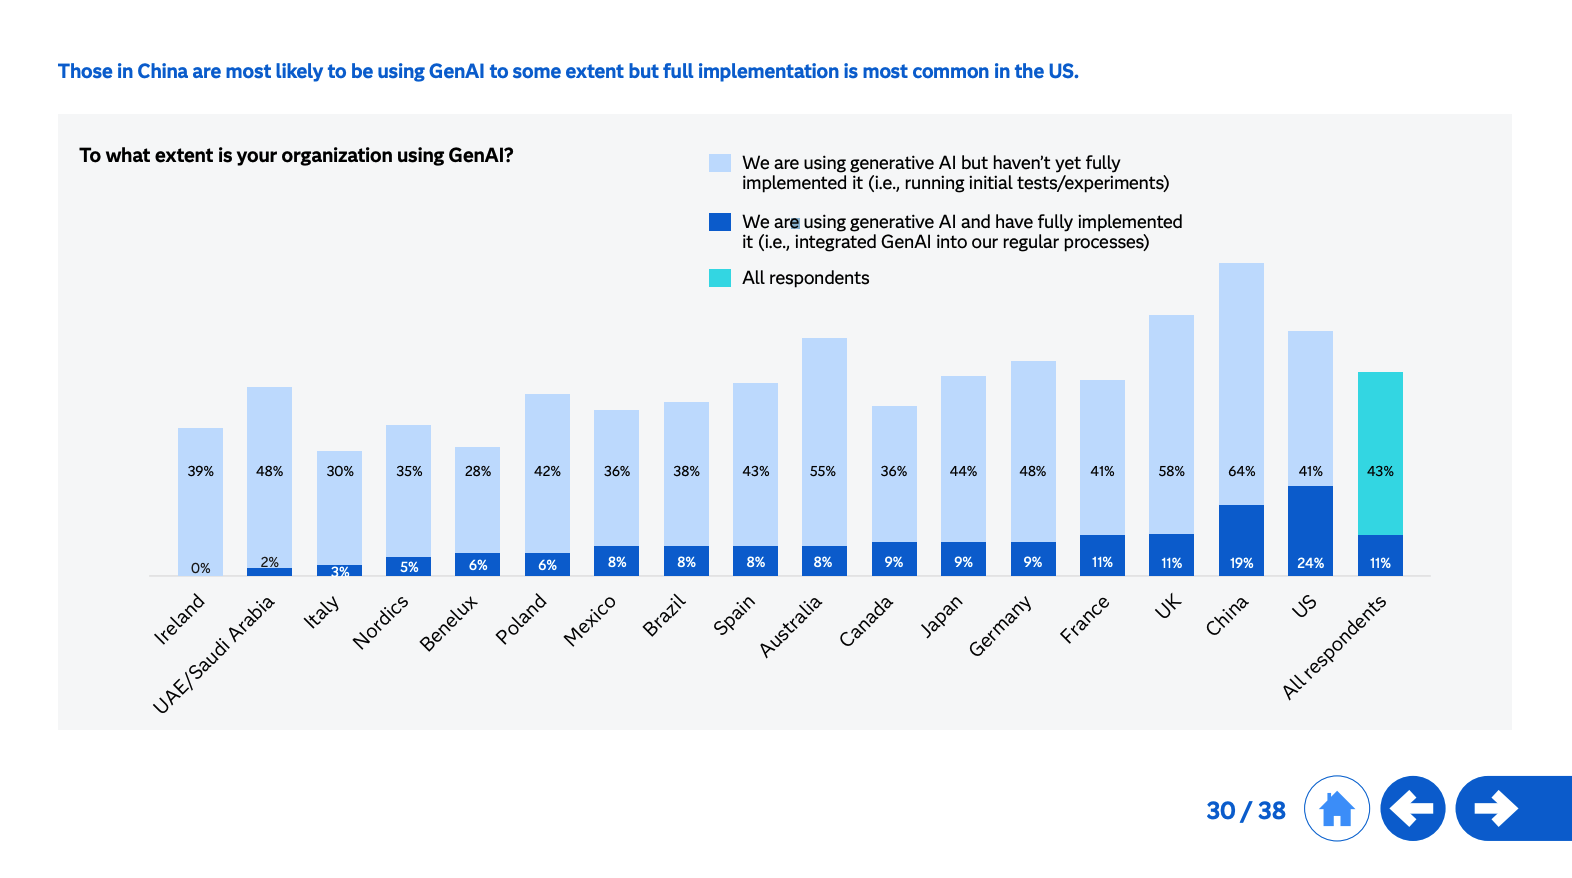 Those in China are most likely to be using GenAI to some extent but full implementation is most common in the US.
To what extent is your organization using GenAI?
We are using generative AI but haven’t yet fully
implemented it (i.e., running initial tests/experiments)
We are using generative AI and have fully implemented
it (i.e., integrated GenAI into our regular processes)
All respondents
39% 48% 30% 35% 28% 42% 36% 38% 43% 55% 36% 44% 48% 41% 58% 64% 41% 43%
0% 2% 3% 5% 6% 6% 8% 8% 8% 8% 9% 9% 9% 11% 11% 19% 24% 11%
Ireland
UAE/Saudi Arabia
Italy
Nordics
Benelux
Poland
Mexico
Brazil
Spain
Australia
Canada
Japan
Germany
France
UK
China
US
All respondents
30 / 38